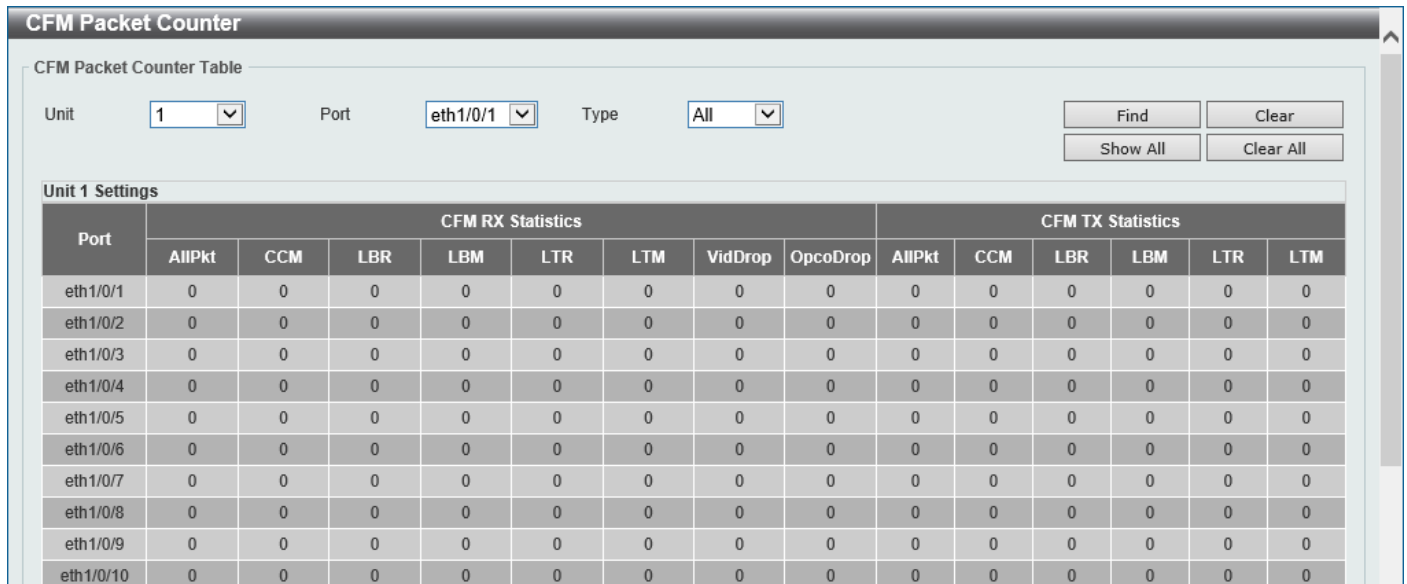 CFM Packet Counter
CFM Packet Counter Table
Unit 1 Port eth1/0/1 Type All Find Clear
Show All Clear All
Unit 1 Settings
Port CFM RX Statistics CFM TX Statistics
AllPkt CCM LBR LBM LTR LTM VidDrop OpcoDrop AllPkt CCM LBR LBM LTR LTM
eth1/0/1 0 0 0 0 0 0 0 0 0 0 0 0 0 0
eth1/0/2 0 0 0 0 0 0 0 0 0 0 0 0 0 0
eth1/0/3 0 0 0 0 0 0 0 0 0 0 0 0 0 0
eth1/0/4 0 0 0 0 0 0 0 0 0 0 0 0 0 0
eth1/0/5 0 0 0 0 0 0 0 0 0 0 0 0 0 0
eth1/0/6 0 0 0 0 0 0 0 0 0 0 0 0 0 0
eth1/0/7 0 0 0 0 0 0 0 0 0 0 0 0 0 0
eth1/0/8 0 0 0 0 0 0 0 0 0 0 0 0 0 0
eth1/0/9 0 0 0 0 0 0 0 0 0 0 0 0 0 0
eth1/0/10 0 0 0 0 0 0 0 0 0 0 0 0 0 0